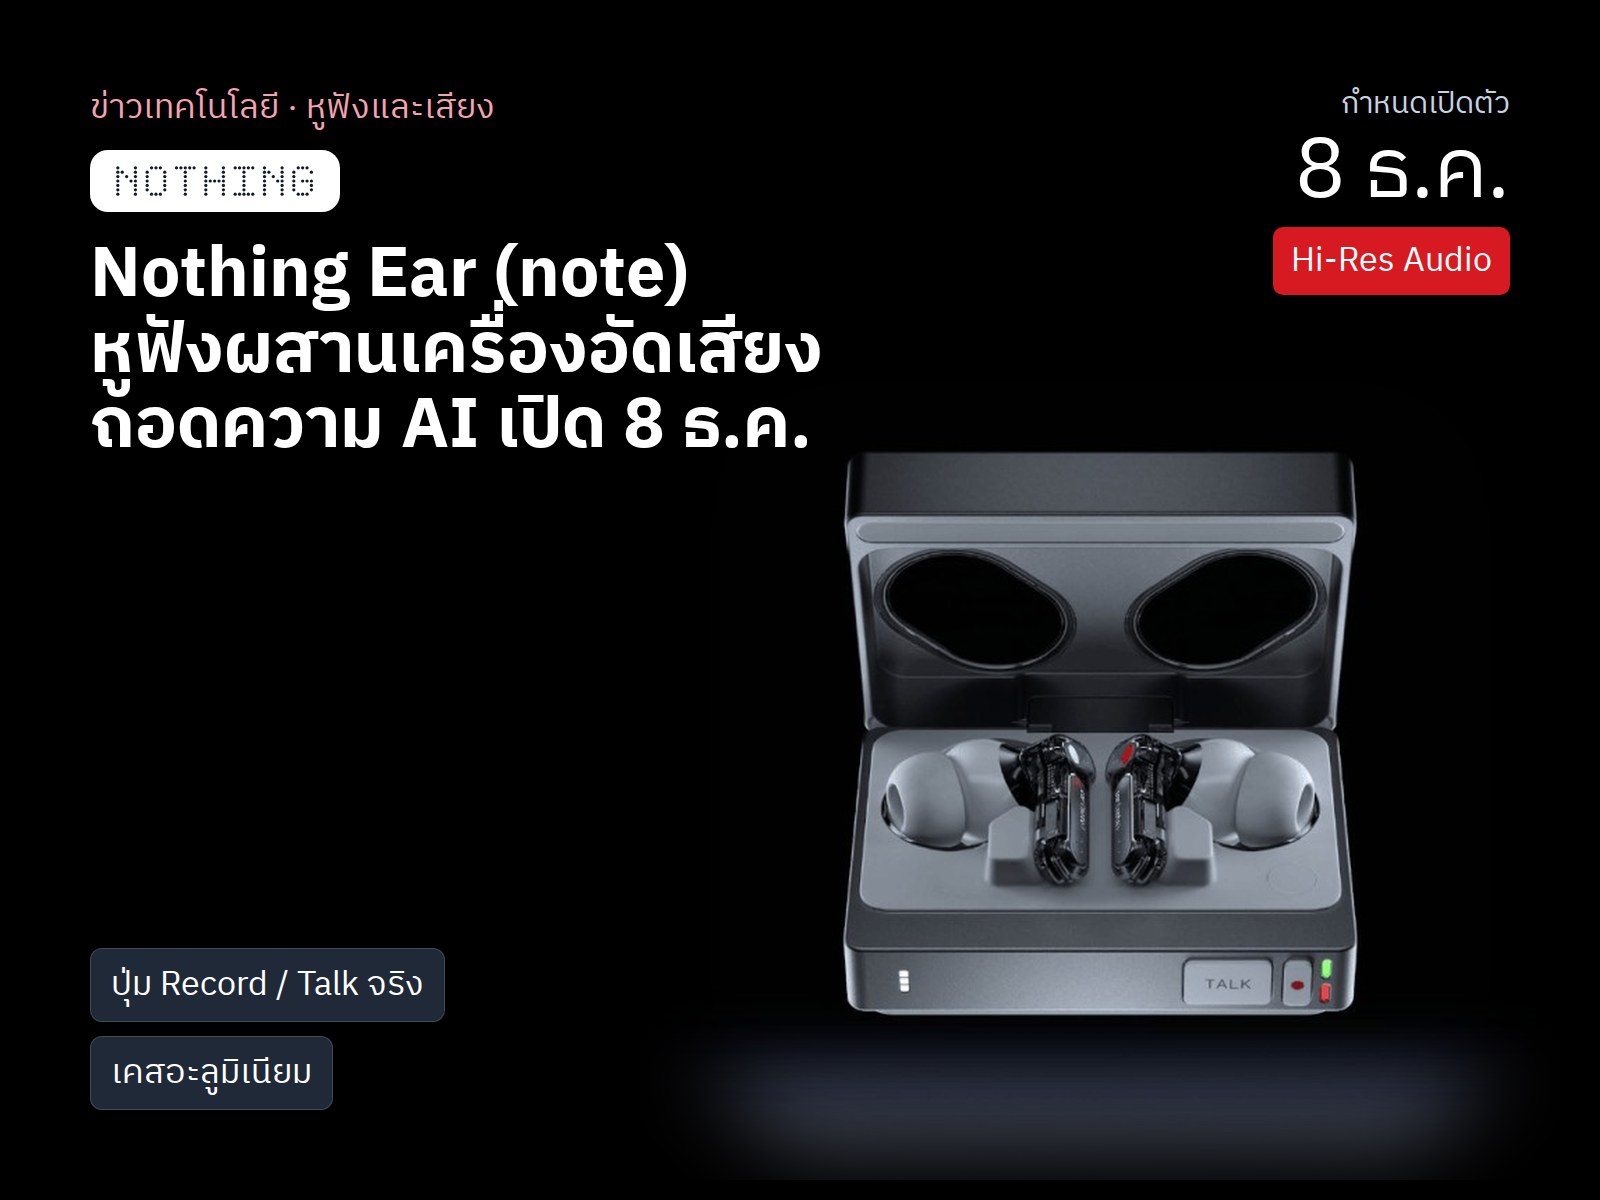 ข่าวเทคโนโลยี · หูฟังและเสียง
NOTHING
Nothing Ear (note)
หูฟังผสานเครื่องอัดเสียง
ถอดความ AI เปิด 8 ธ.ค.
กำหนดเปิดตัว
8 ธ.ค.
Hi-Res Audio
TALK
ปุ่ม Record / Talk จริง
เคสอะลูมิเนียม